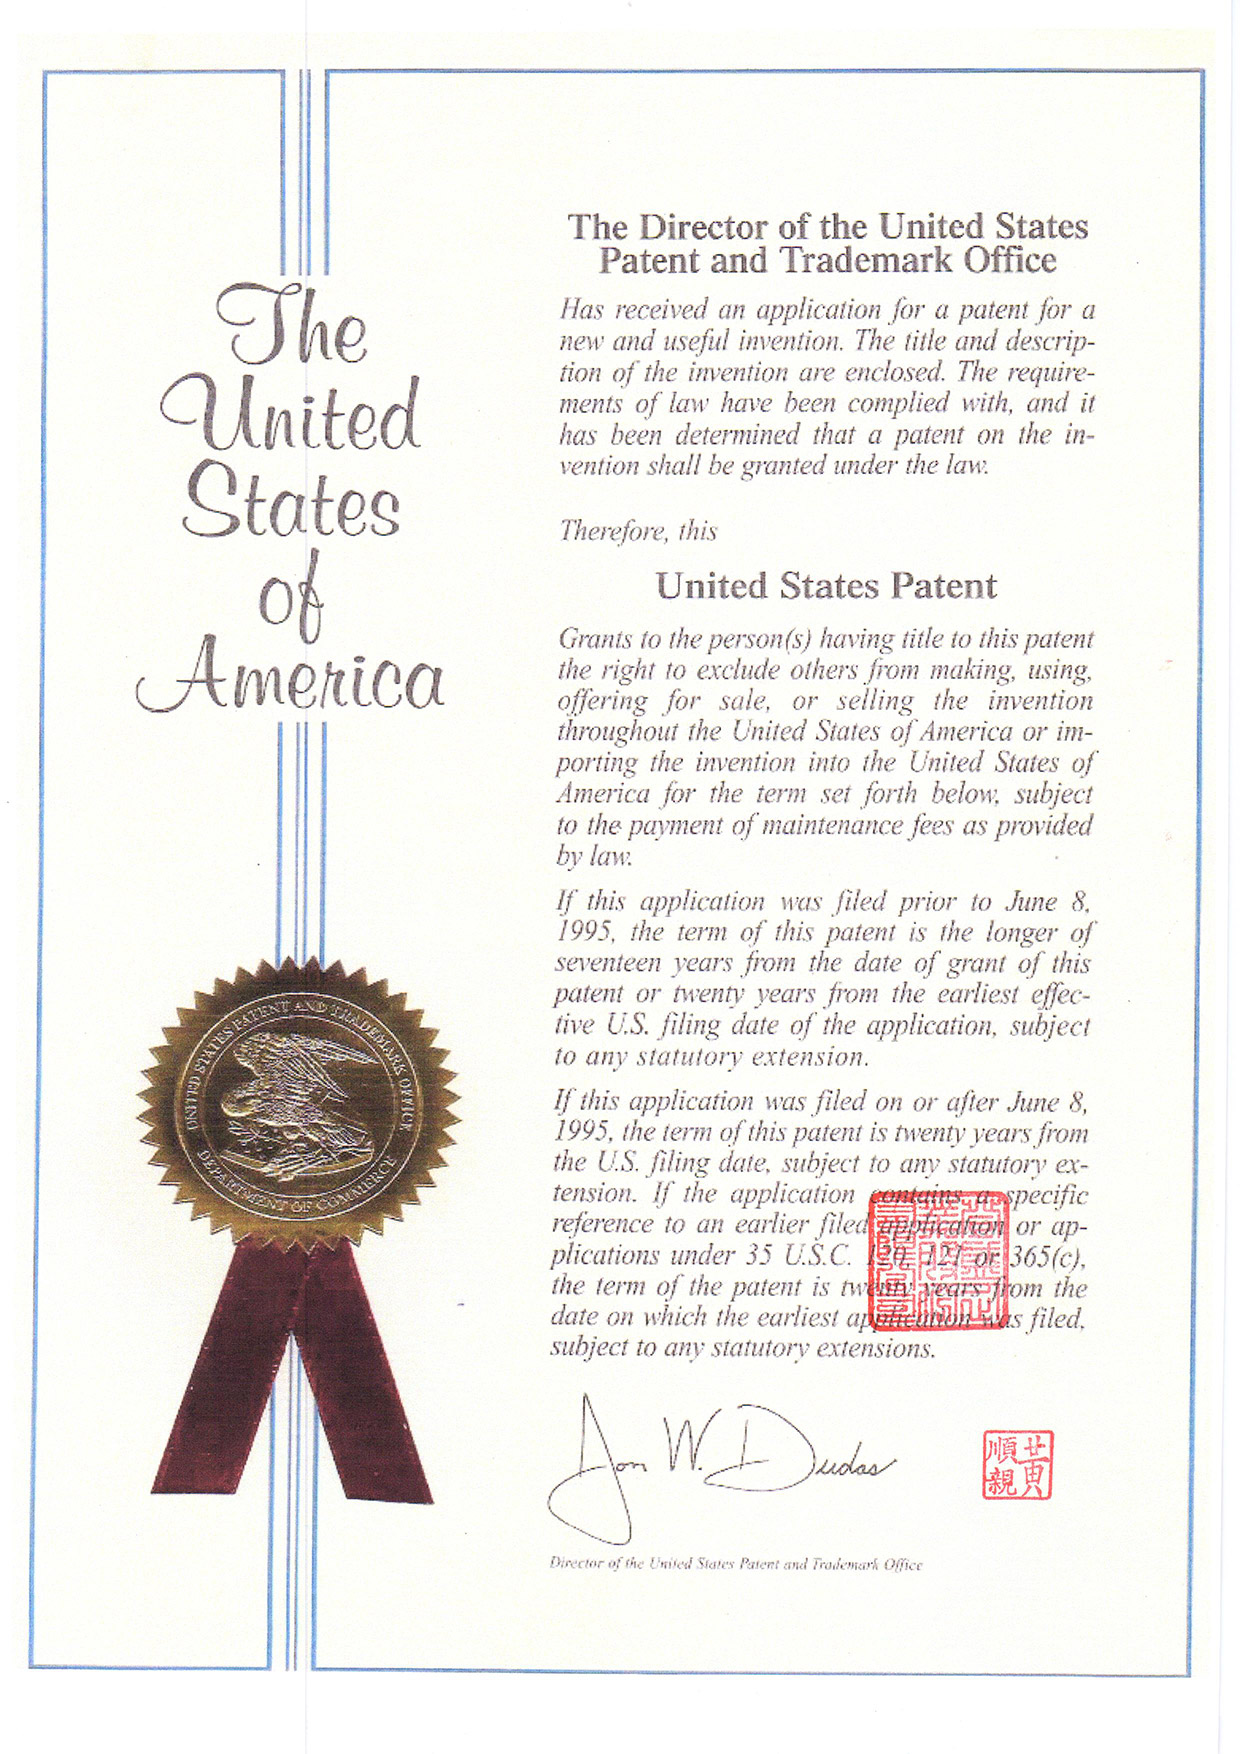 The
United
States
of
America
The Director of the United States
Patent and Trademark Office
Has received an application for a patent for a
new and useful invention. The title and descrip-
tion of the invention are enclosed. The require-
ments of law have been complied with, and it
has been determined that a patent on the in-
vention shall be granted under the law.
Therefore, this
United States Patent
Grants to the person(s) having title to this patent
the right to exclude others from making, using,
offering for sale, or selling the invention
throughout the United States of America or im-
porting the invention into the United States of
America for the term set forth below, subject
to the payment of maintenance fees as provided
by law.
If this application was filed prior to June 8,
1995, the term of this patent is the longer of
seventeen years from the date of grant of this
patent or twenty years from the earliest effec-
tive U.S. filing date of the application, subject
to any statutory extension.
If this application was filed on or after June 8,
1995, the term of this patent is twenty years from
the U.S. filing date, subject to any statutory ex-
tension. If the application contains a specific
reference to an earlier filed application or ap-
plications under 35 U.S.C. 120, 121 or 365(c),
the term of the patent is twenty years from the
date on which the earliest application was filed,
subject to any statutory extensions.
Jon W. Dudas
Director of the United States Patent and Trademark Office
UNITED STATES PATENT AND TRADEMARK OFFICE
DEPARTMENT OF COMMERCE
順親